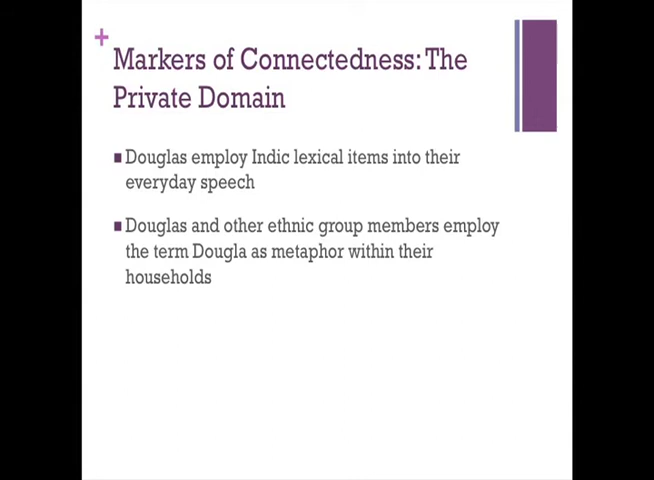 +
Markers of Connectedness: The
Private Domain
Douglas employ Indic lexical items into their
everyday speech
Douglas and other ethnic group members employ
the term Dougla as metaphor within their
households